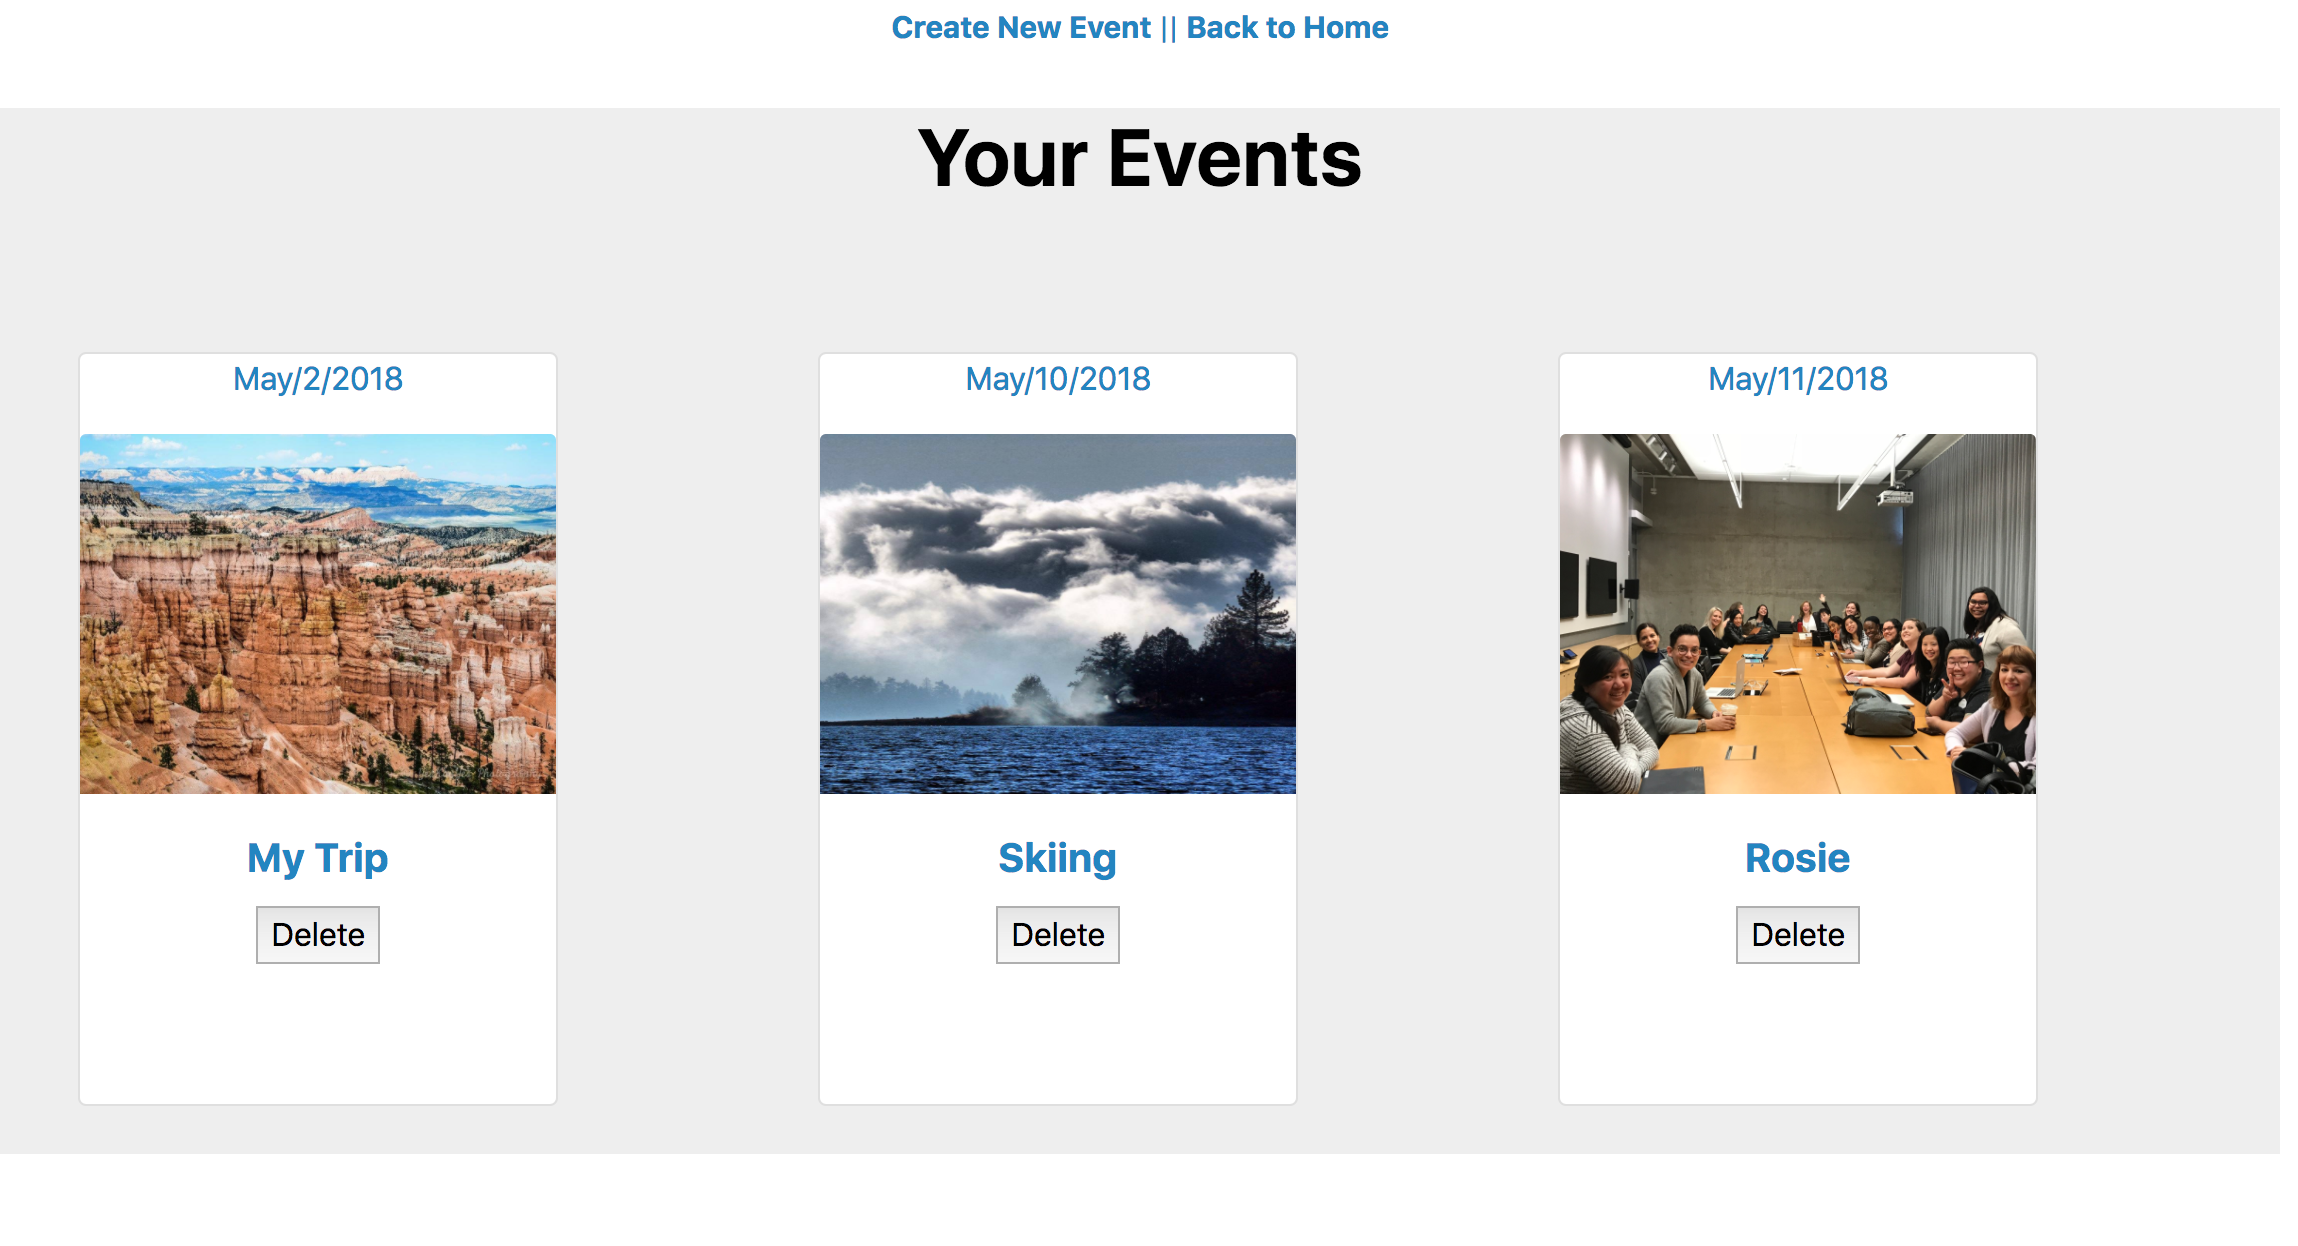 Create New Event || Back to Home
Your Events
May/2/2018
May/10/2018
May/11/2018
My Trip
Skiing
Rosie
Delete
Delete
Delete